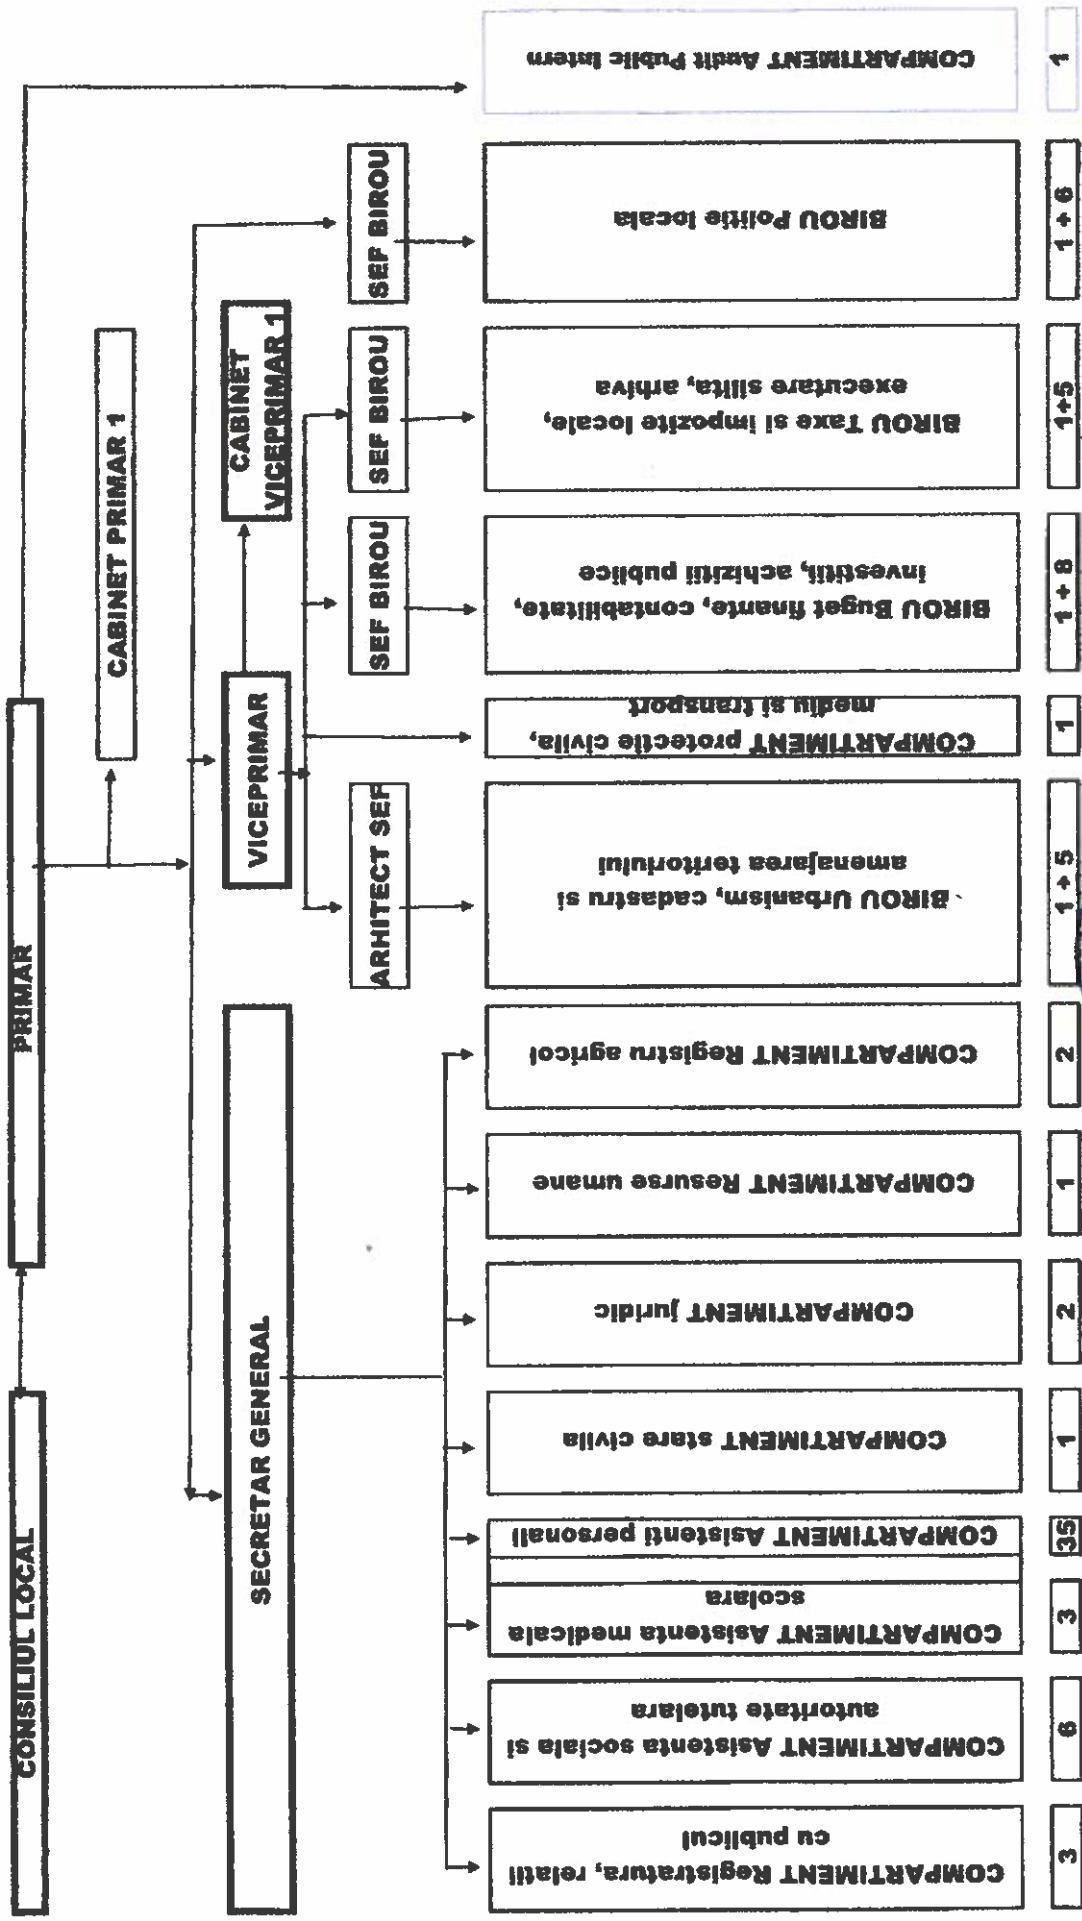 CONSILIUL LOCAL
PRIMAR
CABINET PRIMAR 1
SECRETAR GENERAL
VICEPRIMAR
CABINET
VICEPRIMAR 1
ARHITECT SEF
SEF BIROU
SEF BIROU
SEF BIROU
COMPARTIMENT Registratura, relatii
cu publicul
COMPARTIMENT Asistenta sociala si
autoritate tutelara
COMPARTIMENT Asistenta medicala
scolara
COMPARTIMENT Asistenti personali
COMPARTIMENT stare civila
COMPARTIMENT juridic
COMPARTIMENT Resurse umane
COMPARTIMENT Registru agricol
BIROU Urbanism, cadastru si
amenajarea teritoriului
COMPARTIMENT protectie civila,
mediu si transport
BIROU Buget finante, contabilitate,
investitii, achizitii publice
BIROU Taxe si impozite locale,
executare silita, arhiva
BIROU Politie locala
COMPARTIMENT Audit Public Intern
3
6
3
35
1
2
1
2
1 + 5
1
1 + 8
1+5
1 + 6
1